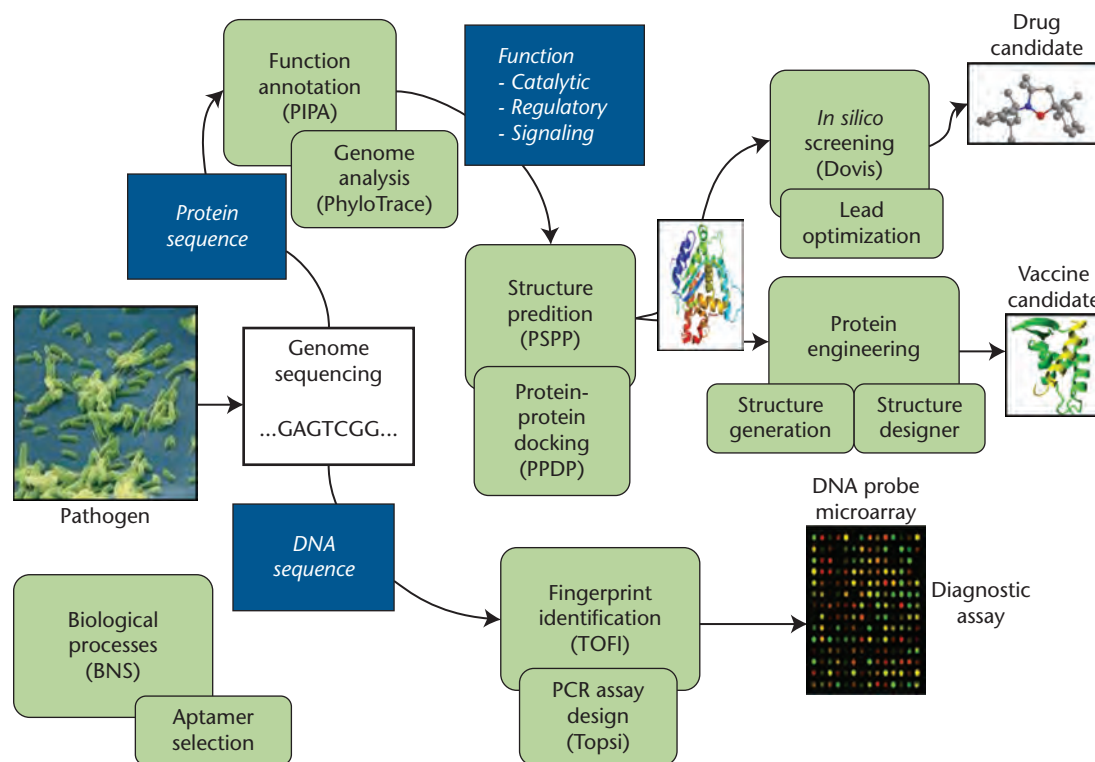 Function
annotation
(PIPA)
Genome
analysis
(PhyloTrace)
Function
- Catalytic
- Regulatory
- Signaling
Drug
candidate
In silico
screening
(Dovis)
Lead
optimization
Protein
sequence
Structure
predition
(PSPP)
Protein-
protein
docking
(PPDP)
Protein
engineering
Structure
generation
Structure
designer
Vaccine
candidate
Genome
sequencing
...GAGTCGG...
Pathogen
DNA
sequence
Biological
processes
(BNS)
Aptamer
selection
Fingerprint
identification
(TOFI)
PCR assay
design
(Topsi)
DNA probe
microarray
Diagnostic
assay